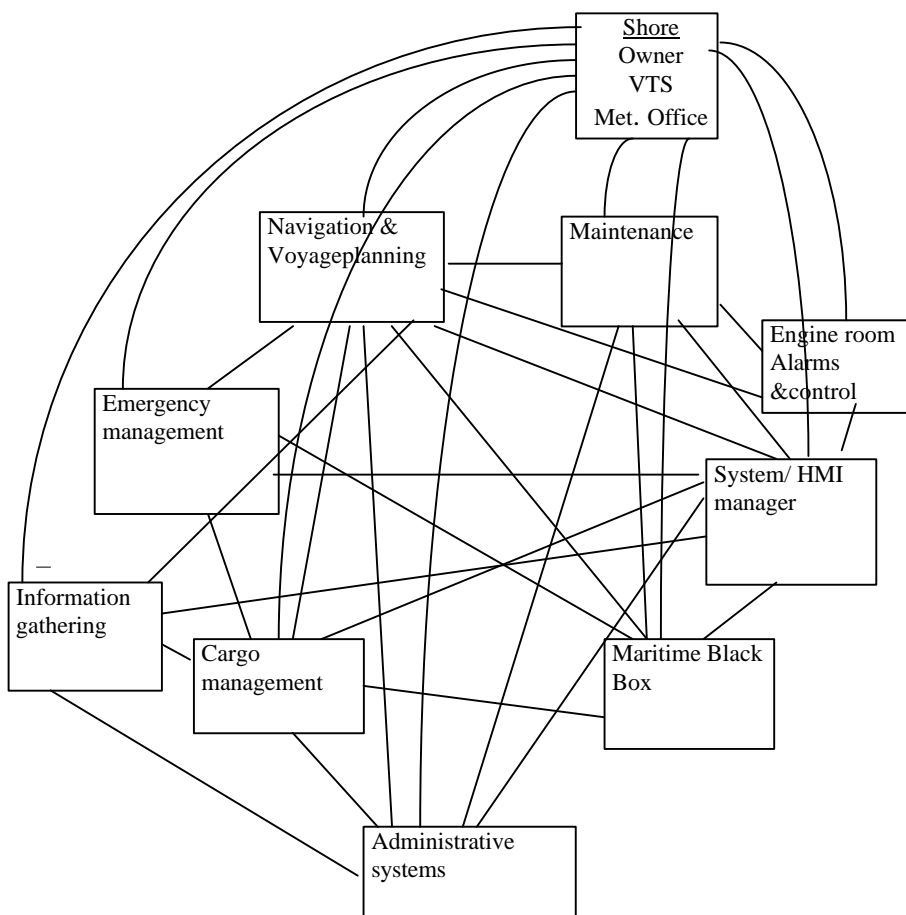 Shore
Owner
VTS
Met. Office
Navigation &
Voyageplanning
Maintenance
Engine room
Alarms
&control
Emergency
management
System/ HMI
manager
Information
gathering
Cargo
management
Maritime Black
Box
Administrative
systems